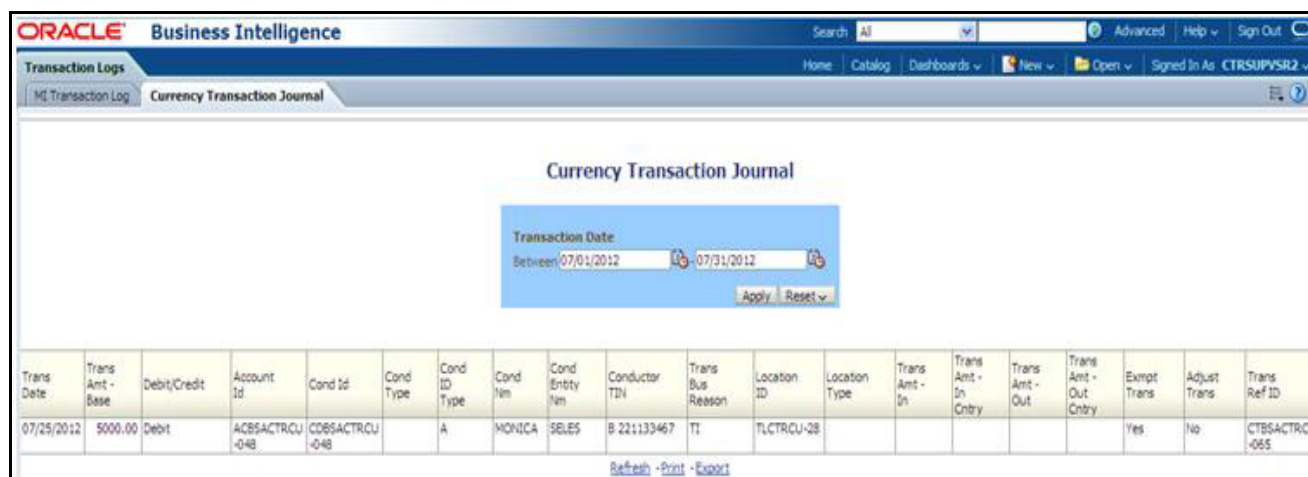 ORACLE Business Intelligence Search All Advanced Help Sign Out
Transaction Logs Home Catalog Dashboards New Open Signed In As CTRSUPVSR2
MI Transaction Log Currency Transaction Journal
Currency Transaction Journal
Transaction Date
Between 07/01/2012 - 07/31/2012
Apply Reset
Trans Date Trans Amt - Base Debit/Credit Account Id Cond Id Cond Type Cond ID Type Cond Nm Cond Entity Nm Conductor TIN Trans Bus Reason Location ID Location Type Trans Amt - In Trans Amt - In Cntry Trans Amt - Out Trans Amt - Out Cntry Exmpt Trans Adjust Trans Trans Ref ID
07/25/2012 5000.00 Debit ACBSACTRCU-048 CDBSACTRCU-048 A MONICA SELES B 221133467 TI TLCTRCU-28 Yes No CTBSACTRC-065
Refresh - Print - Export